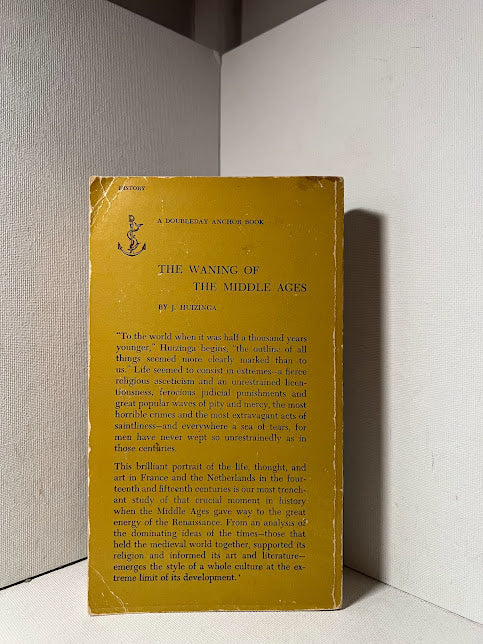 HISTORY
A DOUBLEDAY ANCHOR BOOK
THE WANING OF
THE MIDDLE AGES
BY J. HUIZINGA
"To the world when it was half a thousand years
younger," Huizinga begins, "the outline of all
things seemed more clearly marked than to
us." Life seemed to consist in extremes—a fierce
religious asceticism and an unrestrained licen-
tiousness, ferocious judicial punishments and
great popular waves of pity and mercy, the most
horrible crimes and the most extravagant acts of
saintliness—and everywhere a sea of tears, for
men have never wept so unrestrainedly as in
those centuries.
This brilliant portrait of the life, thought, and
art in France and the Netherlands in the four-
teenth and fifteenth centuries is our most trench-
ant study of that crucial moment in history
when the Middle Ages gave way to the great
energy of the Renaissance. From an analysis of
the dominating ideas of the times—those that
held the medieval world together, supported its
religion and informed its art and literature—
emerges the style of a whole culture at the ex-
treme limit of its development.